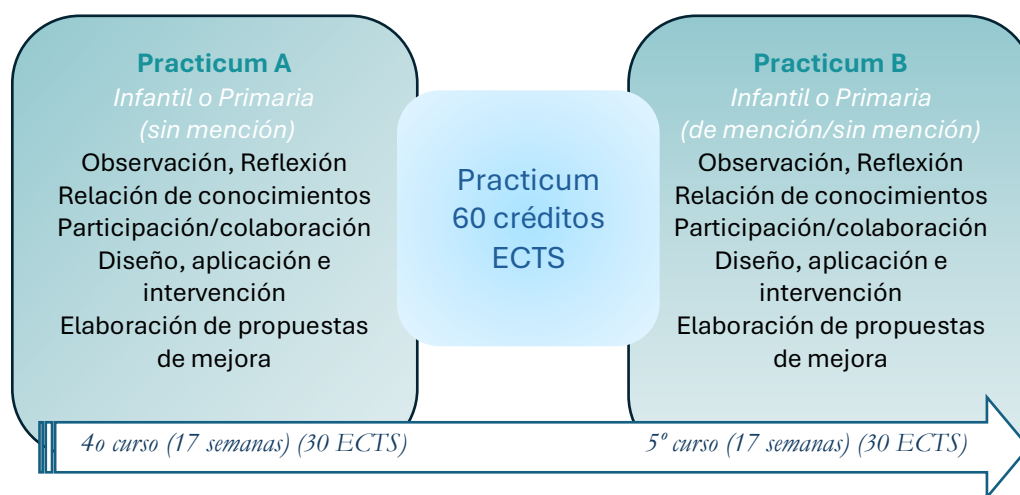 Practicum A
Infantil o Primaria
(sin mención)
Observación, Reflexión
Relación de conocimientos
Participación/colaboración
Diseño, aplicación e
intervención
Elaboración de propuestas
de mejora
Practicum
60 créditos
ECTS
Practicum B
Infantil o Primaria
(de mención/sin mención)
Observación, Reflexión
Relación de conocimientos
Participación/colaboración
Diseño, aplicación e
intervención
Elaboración de propuestas
de mejora
4o curso (17 semanas) (30 ECTS)
5º curso (17 semanas) (30 ECTS)